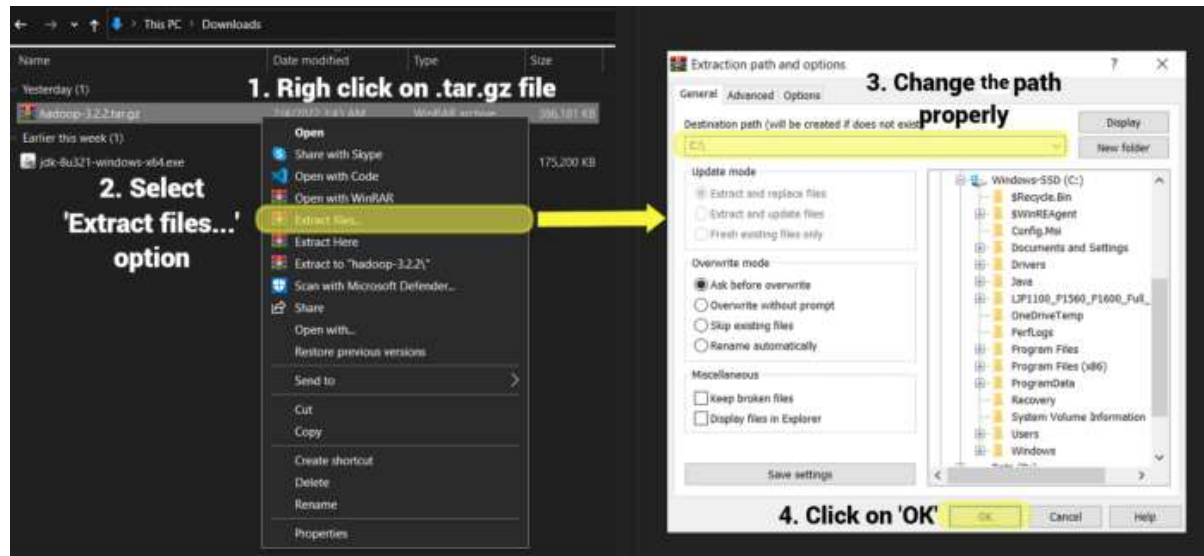 This PC > Downloads
Name Date modified Type Size
1. Righ click on .tar.gz file
Yesterday (1)
hadoop-3.2.2.tar.gz WinRAR archive
Earlier this week (1)
jdk-8u321-windows-x64.exe 175,200 KB
2. Select
'Extract files...'
option
Open
Share with Skype
Open with Code
Open with WinRAR
Extract files...
Extract Here
Extract to "hadoop-3.2.2\"
Scan with Microsoft Defender...
Share
Open with...
Restore previous versions
Send to
Cut
Copy
Create shortcut
Delete
Rename
Properties
Extraction path and options ?
3. Change the path
properly
General Advanced Options
Destination path (will be created if does not exist
Display
C:\
New folder
Update mode
Extract and replace files
Extract and update files
Fresh existing files only
Overwrite mode
Ask before overwrite
Overwrite without prompt
Skip existing files
Rename automatically
Miscellaneous
Keep broken files
Display files in Explorer
Save settings
Windows-SSD (C:)
$Recycle.Bin
$WinREAgent
Config.Msi
Documents and Settings
Drivers
Java
LJP1100_P1560_P1600_Full_
OneDriveTemp
PerfLogs
Program Files
Program Files (x86)
ProgramData
Recovery
System Volume Information
Users
Windows
4. Click on 'OK'
OK Cancel Help